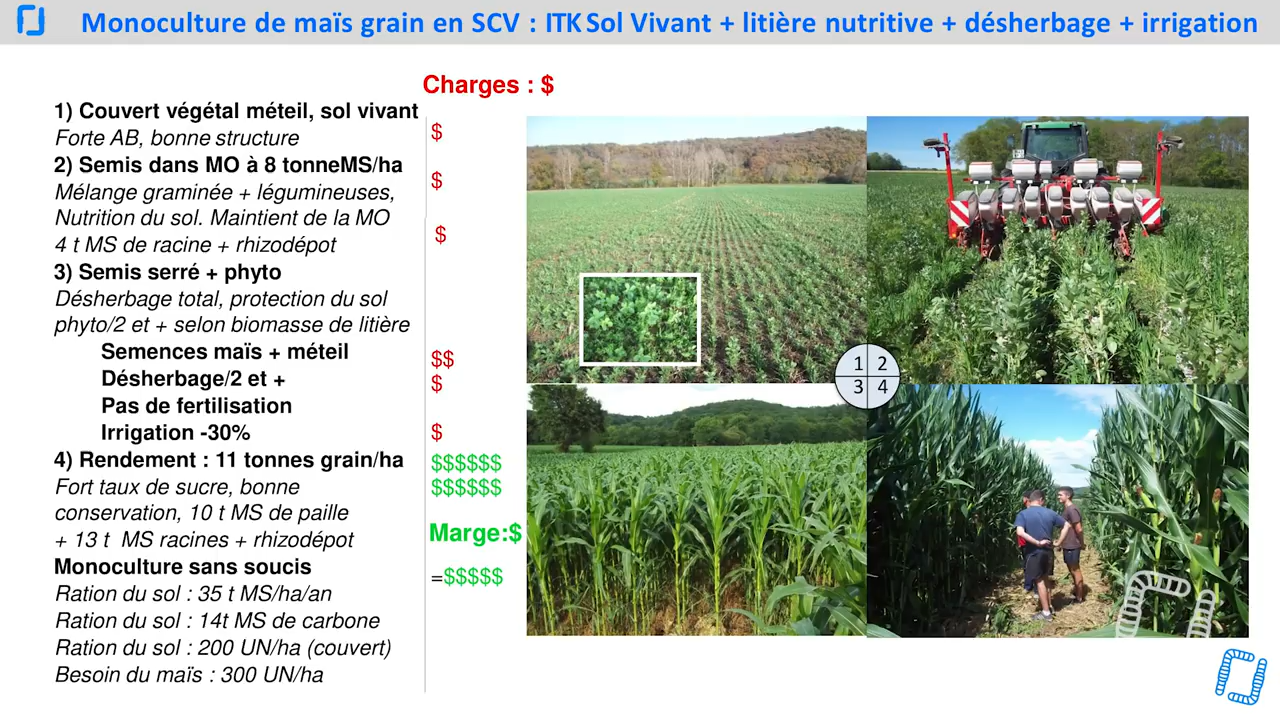 Monoculture de maïs grain en SCV : ITK Sol Vivant + litière nutritive + désherbage + irrigation
Charges : $
1) Couvert végétal méteil, sol vivant
Forte AB, bonne structure
$
2) Semis dans MO à 8 tonneMS/ha
Mélange graminée + légumineuses,
$
Nutrition du sol. Maintient de la MO
4 t MS de racine + rhizodépot
$
3) Semis serré + phyto
Désherbage total, protection du sol
phyto/2 et + selon biomasse de litière
Semences maïs + méteil
$$
Désherbage/2 et +
$
Pas de fertilisation
Irrigation -30%
$
4) Rendement : 11 tonnes grain/ha
$$$$$$
Fort taux de sucre, bonne
$$$$$$
conservation, 10 t MS de paille
+ 13 t MS racines + rhizodépot
Marge:$
Monoculture sans soucis
=$$$$$
Ration du sol : 35 t MS/ha/an
Ration du sol : 14t MS de carbone
Ration du sol : 200 UN/ha (couvert)
Besoin du maïs : 300 UN/ha
1 2
3 4